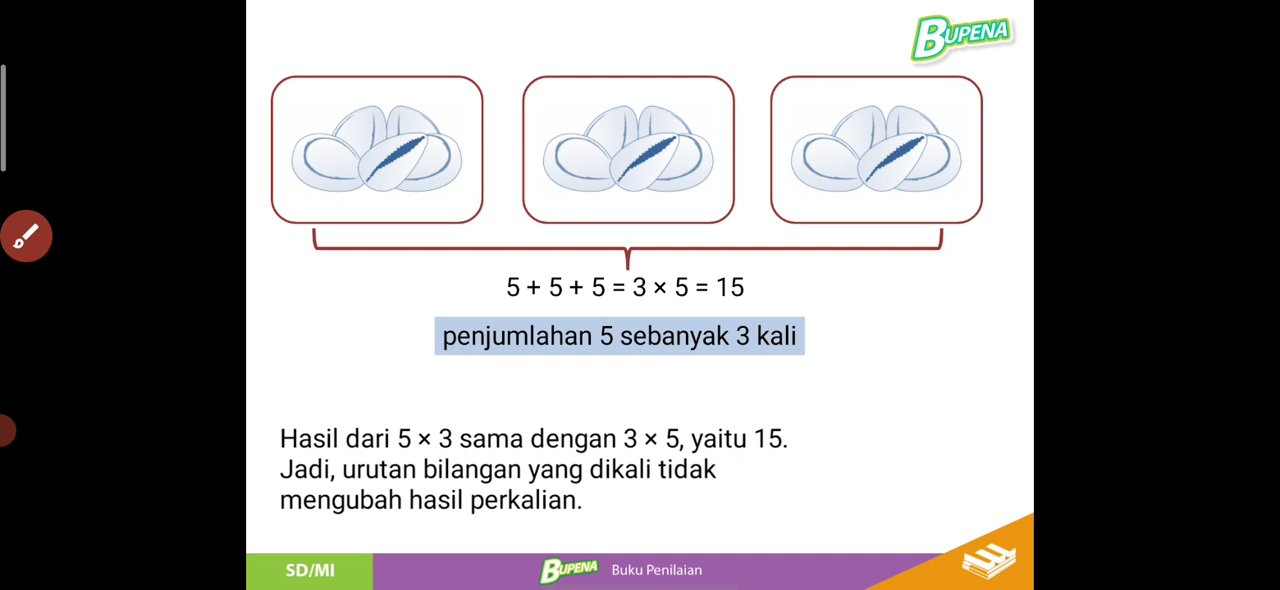 BUPENA
5 + 5 + 5 = 3 × 5 = 15
penjumlahan 5 sebanyak 3 kali
Hasil dari 5 × 3 sama dengan 3 × 5, yaitu 15.
Jadi, urutan bilangan yang dikali tidak
mengubah hasil perkalian.
SD/MI BUPENA Buku Penilaian